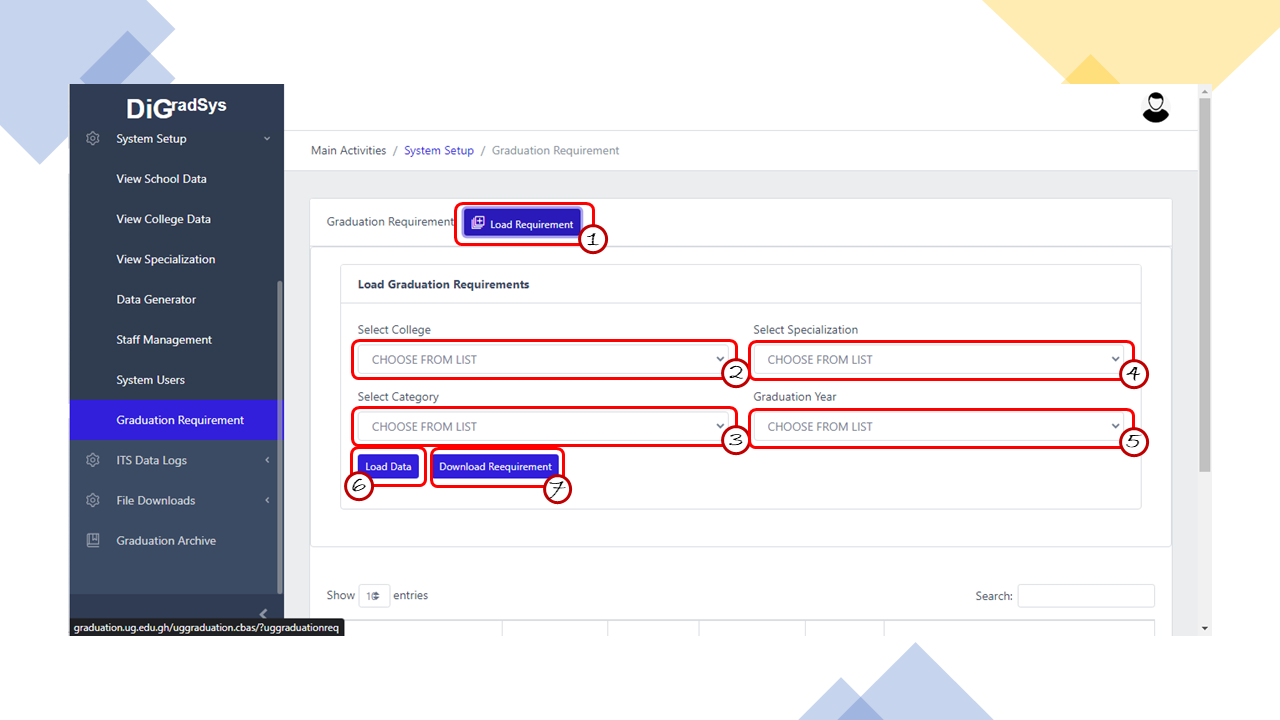 DiGradSys
System Setup
View School Data
View College Data
View Specialization
Data Generator
Staff Management
System Users
Graduation Requirement
ITS Data Logs
File Downloads
Graduation Archive
graduation.ug.edu.gh/uggraduation.cbas/?uggraduationreq
Main Activities / System Setup / Graduation Requirement
Graduation Requirement Load Requirement 1
Load Graduation Requirements
Select College Select Specialization
CHOOSE FROM LIST 2 CHOOSE FROM LIST 4
Select Category Graduation Year
CHOOSE FROM LIST 3 CHOOSE FROM LIST 5
Load Data Download Reequirement
6 7
Show entries Search: